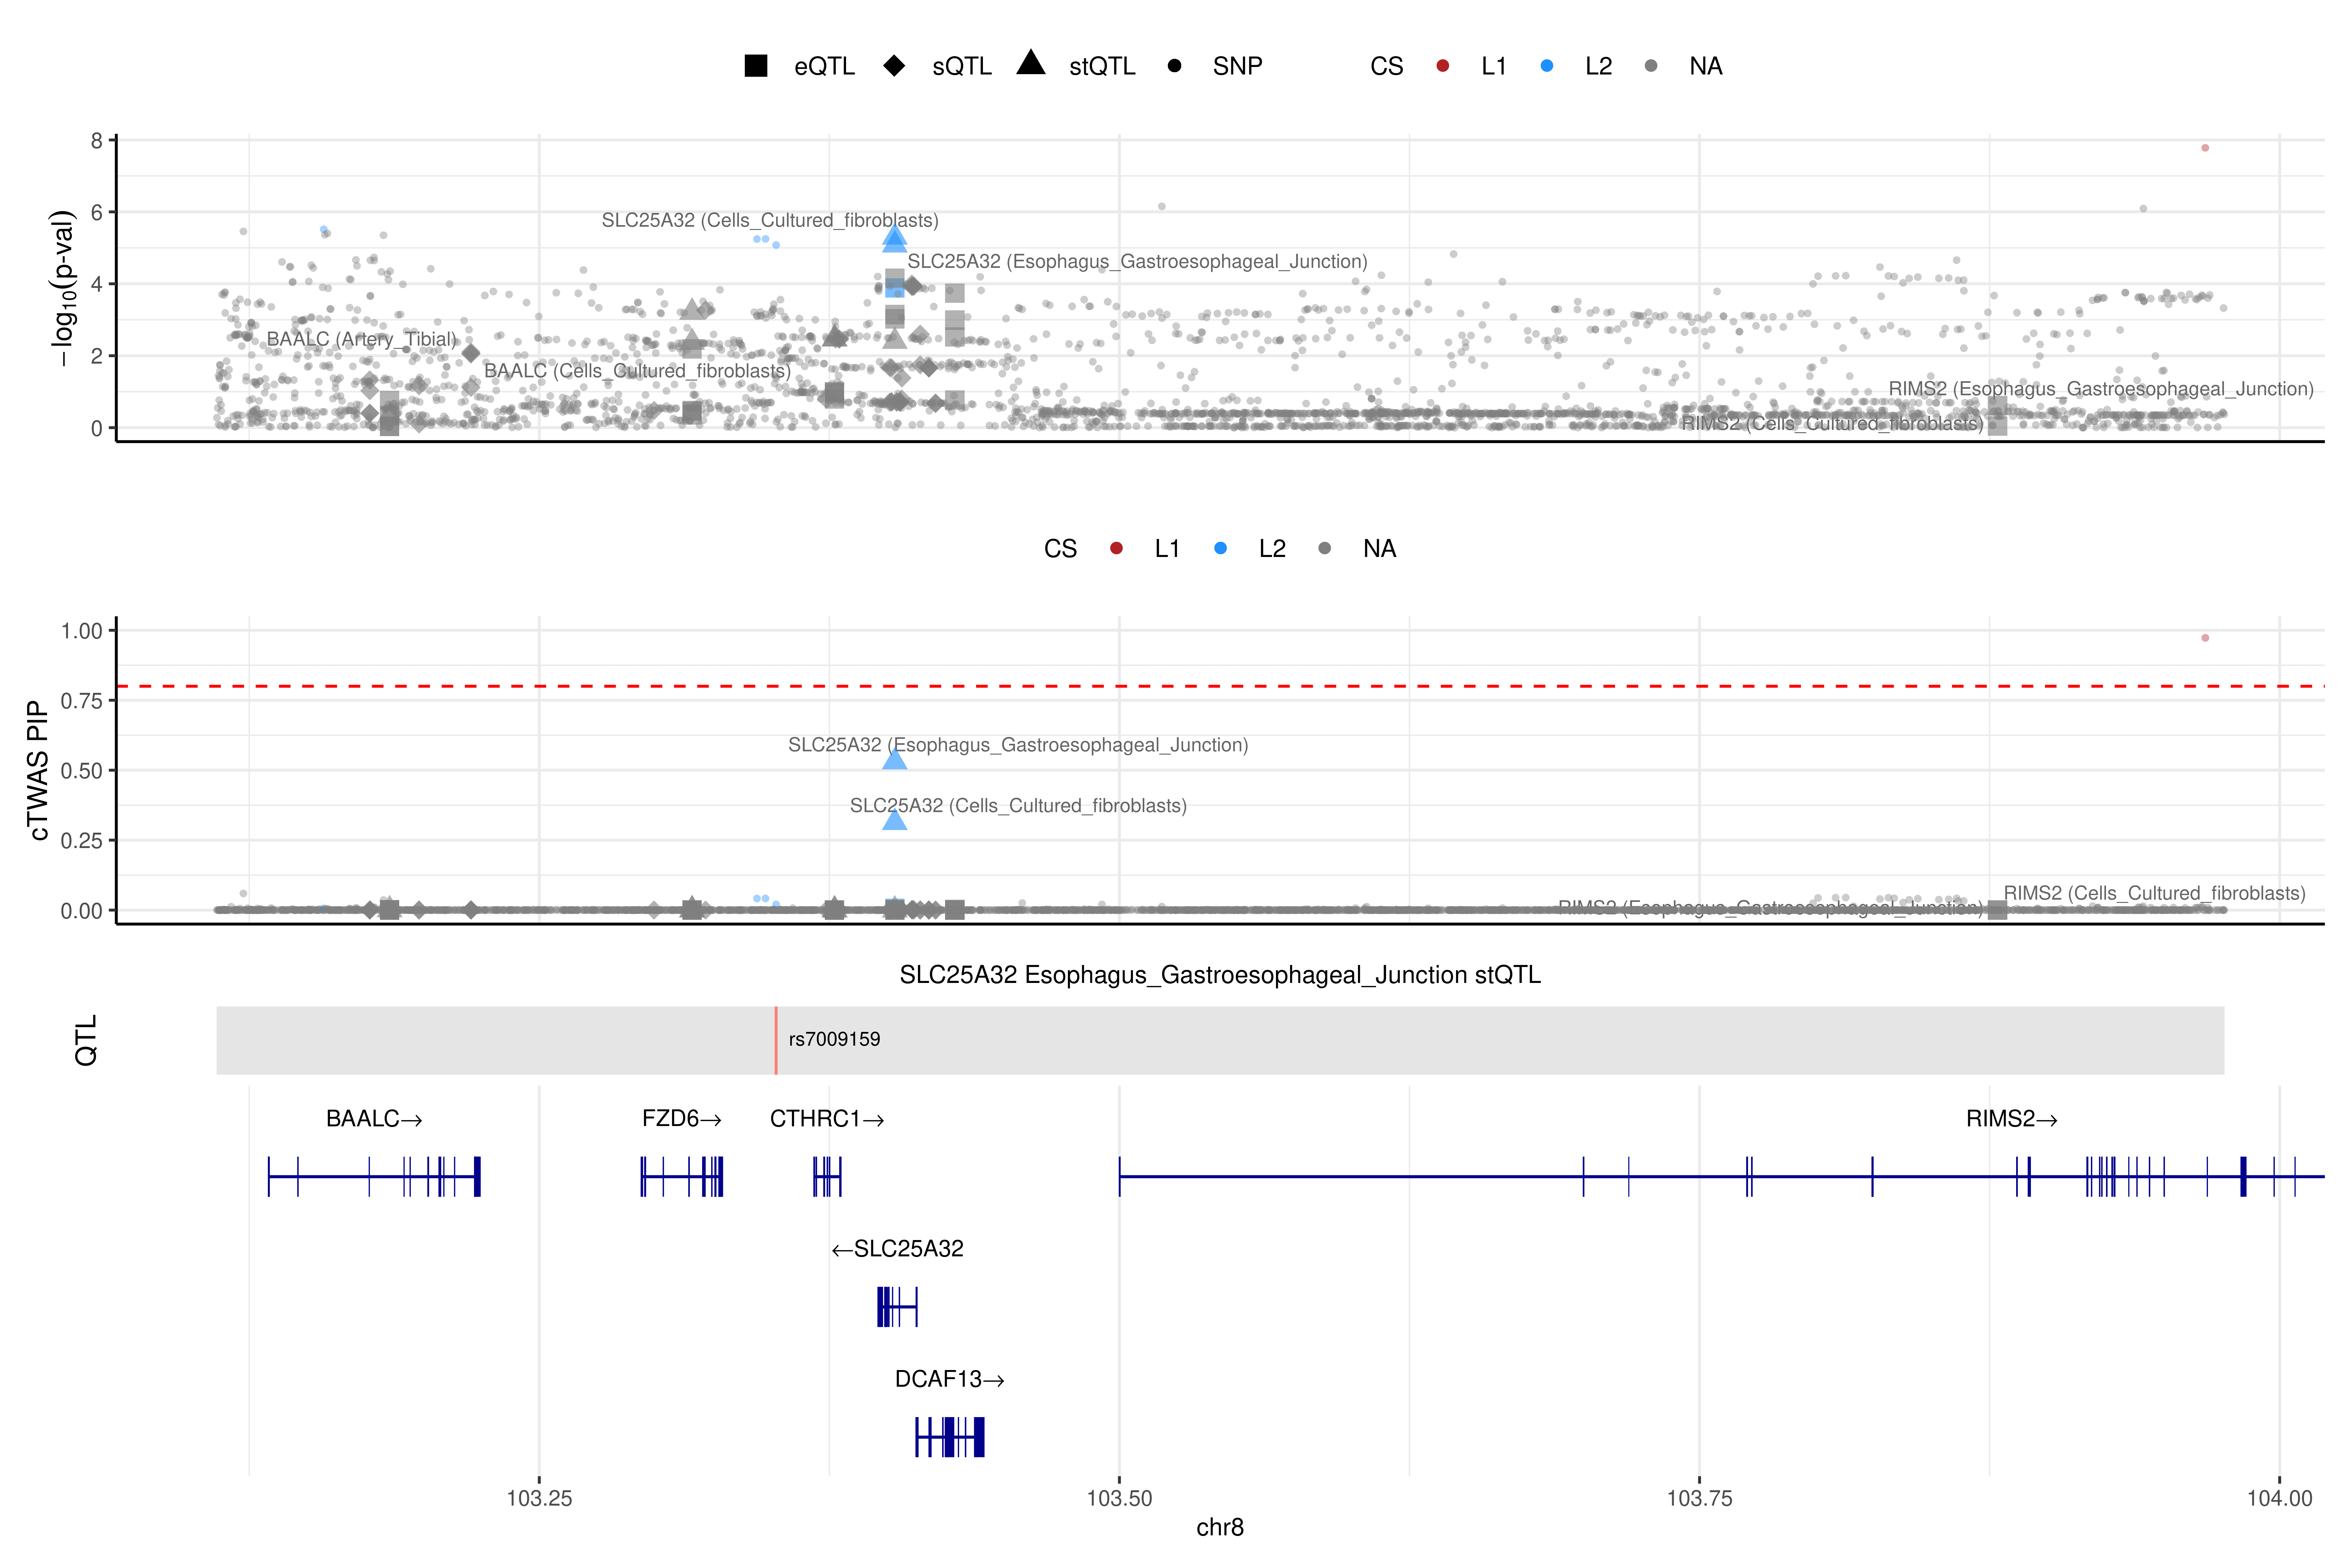 eQTL sQTL stQTL SNP CS L1 L2 NA
8
6
4
2
0
−log10(p-val)
SLC25A32 (Cells_Cultured_fibroblasts)
SLC25A32 (Esophagus_Gastroesophageal_Junction)
BAALC (Artery_Tibial)
BAALC (Cells_Cultured_fibroblasts)
RIMS2 (Esophagus_Gastroesophageal_Junction)
RIMS2 (Cells_Cultured_fibroblasts)
CS L1 L2 NA
1.00
0.75
0.50
0.25
0.00
cTWAS PIP
SLC25A32 (Esophagus_Gastroesophageal_Junction)
SLC25A32 (Cells_Cultured_fibroblasts)
RIMS2 (Cells_Cultured_fibroblasts)
RIMS2 (Esophagus_Gastroesophageal_Junction)
SLC25A32 Esophagus_Gastroesophageal_Junction stQTL
QTL
rs7009159
BAALC→ FZD6→ CTHRC1→ RIMS2→
←SLC25A32
DCAF13→
103.25 103.50 103.75 104.00
chr8